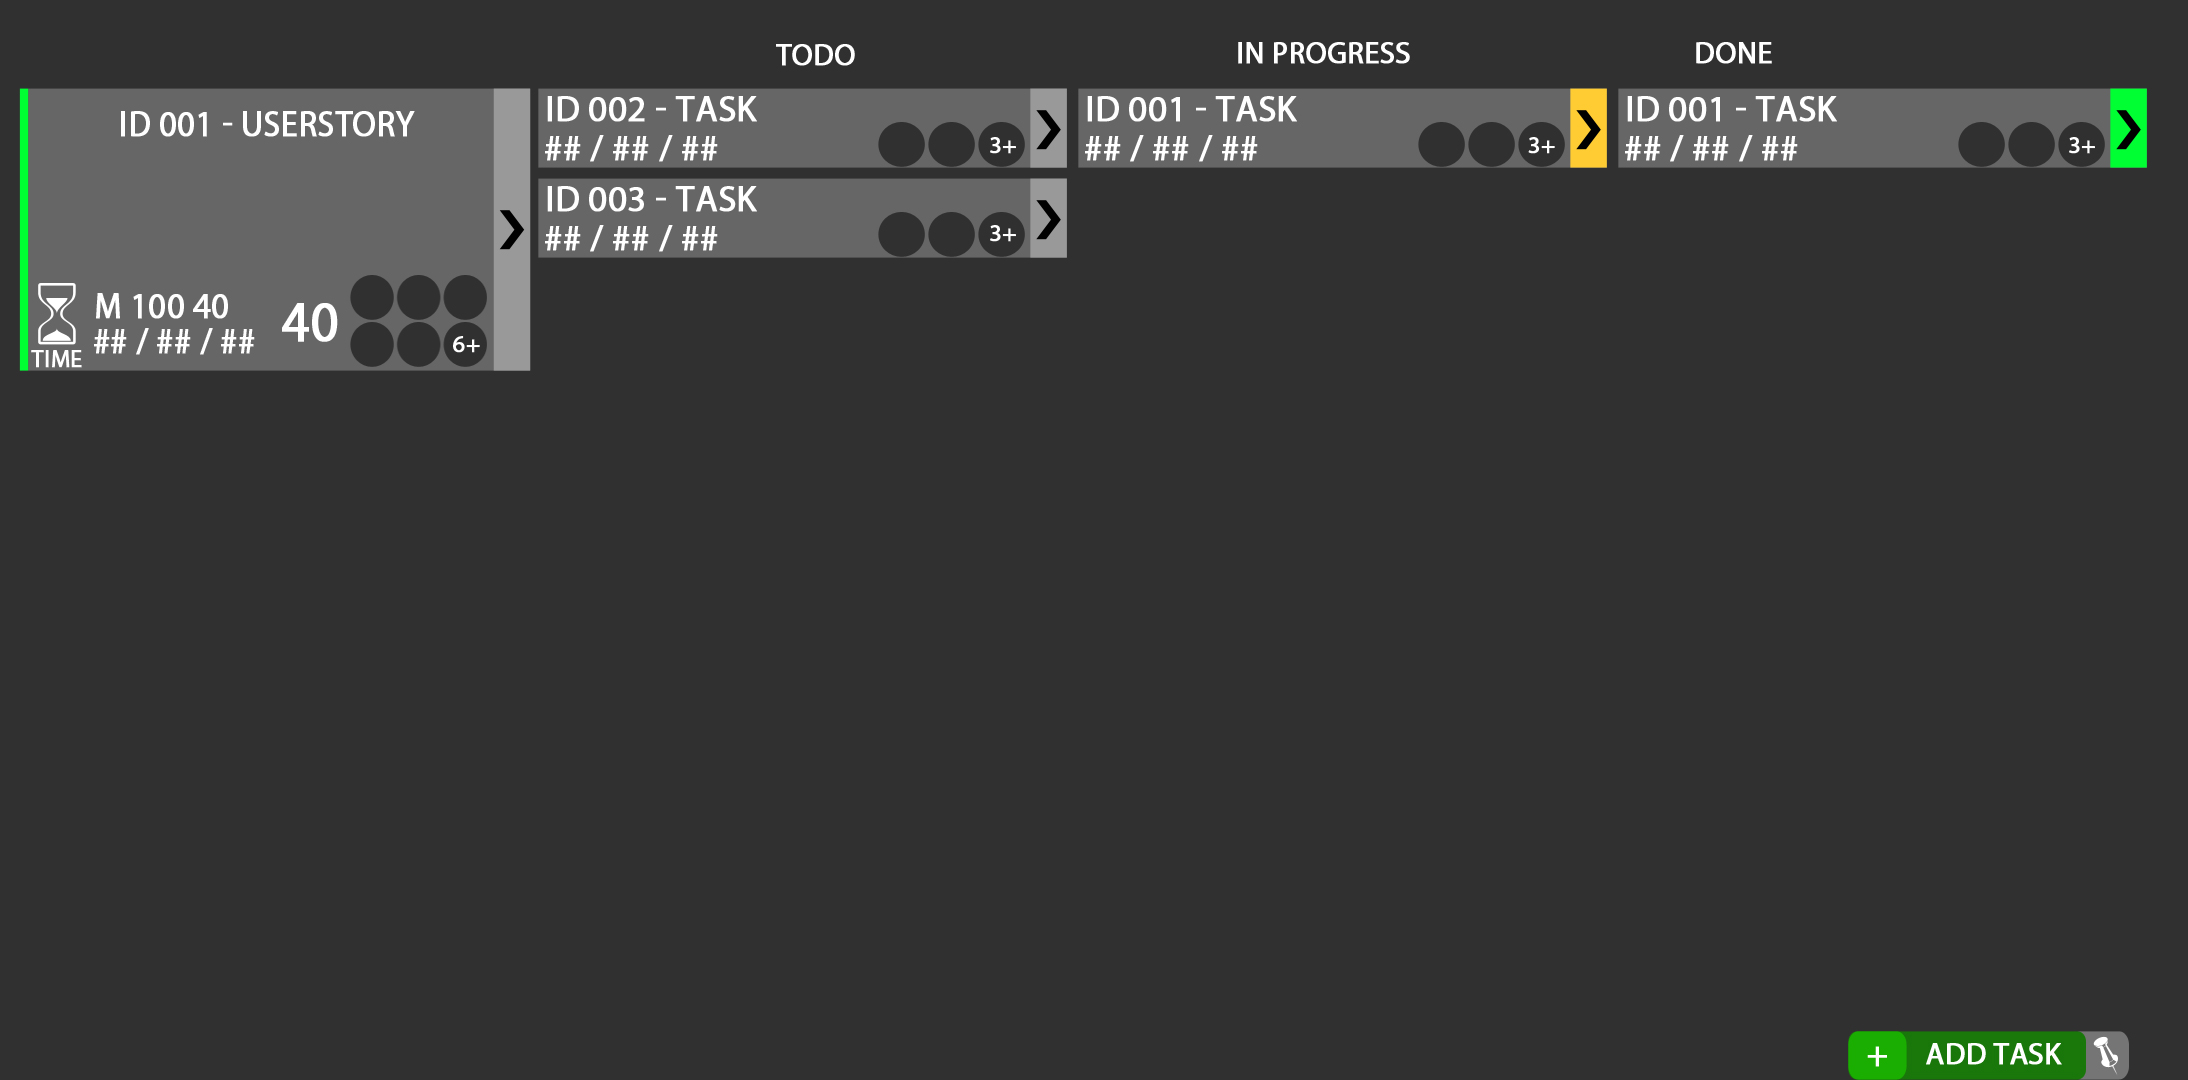 TODO
IN PROGRESS
DONE
ID 001 - USERSTORY
M 100 40
## / ## / ##
TIME
40
6+
ID 002 - TASK
## / ## / ##
3+
ID 003 - TASK
## / ## / ##
3+
ID 001 - TASK
## / ## / ##
3+
ID 001 - TASK
## / ## / ##
3+
+ ADD TASK